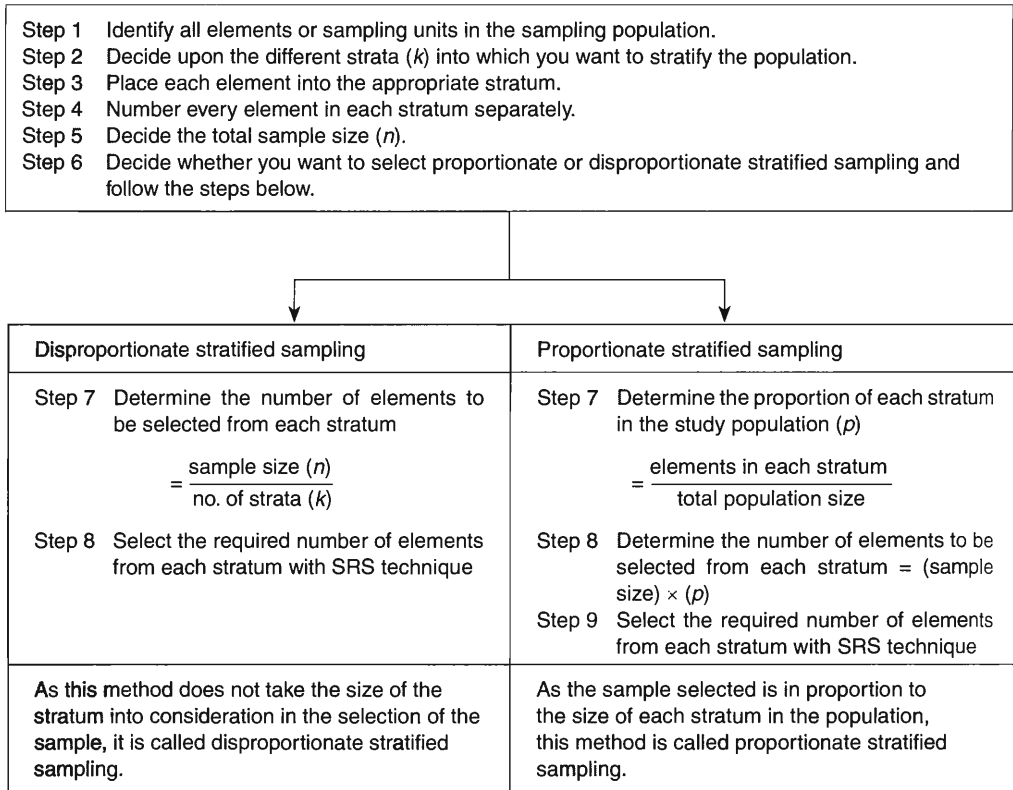 Step 1 Identify all elements or sampling units in the sampling population.
Step 2 Decide upon the different strata (k) into which you want to stratify the population.
Step 3 Place each element into the appropriate stratum.
Step 4 Number every element in each stratum separately.
Step 5 Decide the total sample size (n).
Step 6 Decide whether you want to select proportionate or disproportionate stratified sampling and
follow the steps below.
Disproportionate stratified sampling
Step 7 Determine the number of elements to
be selected from each stratum
= sample size (n)
no. of strata (k)
Step 8 Select the required number of elements
from each stratum with SRS technique
As this method does not take the size of the
stratum into consideration in the selection of the
sample, it is called disproportionate stratified
sampling.
Proportionate stratified sampling
Step 7 Determine the proportion of each stratum
in the study population (p)
= elements in each stratum
total population size
Step 8 Determine the number of elements to be
selected from each stratum = (sample
size) × (p)
Step 9 Select the required number of elements
from each stratum with SRS technique
As the sample selected is in proportion to
the size of each stratum in the population,
this method is called proportionate stratified
sampling.